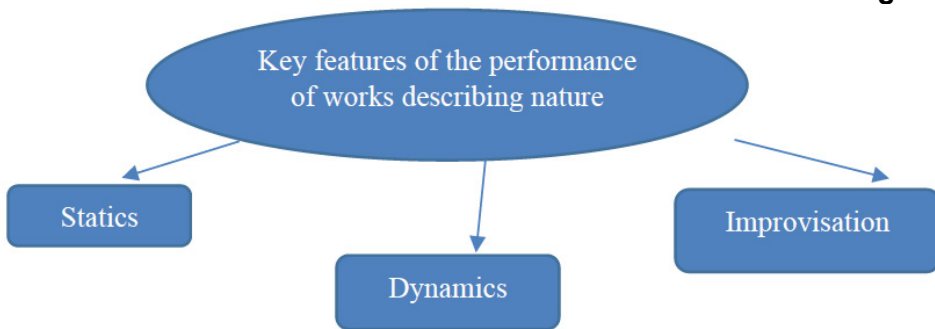 Key features of the performance
of works describing nature
Statics
Improvisation
Dynamics